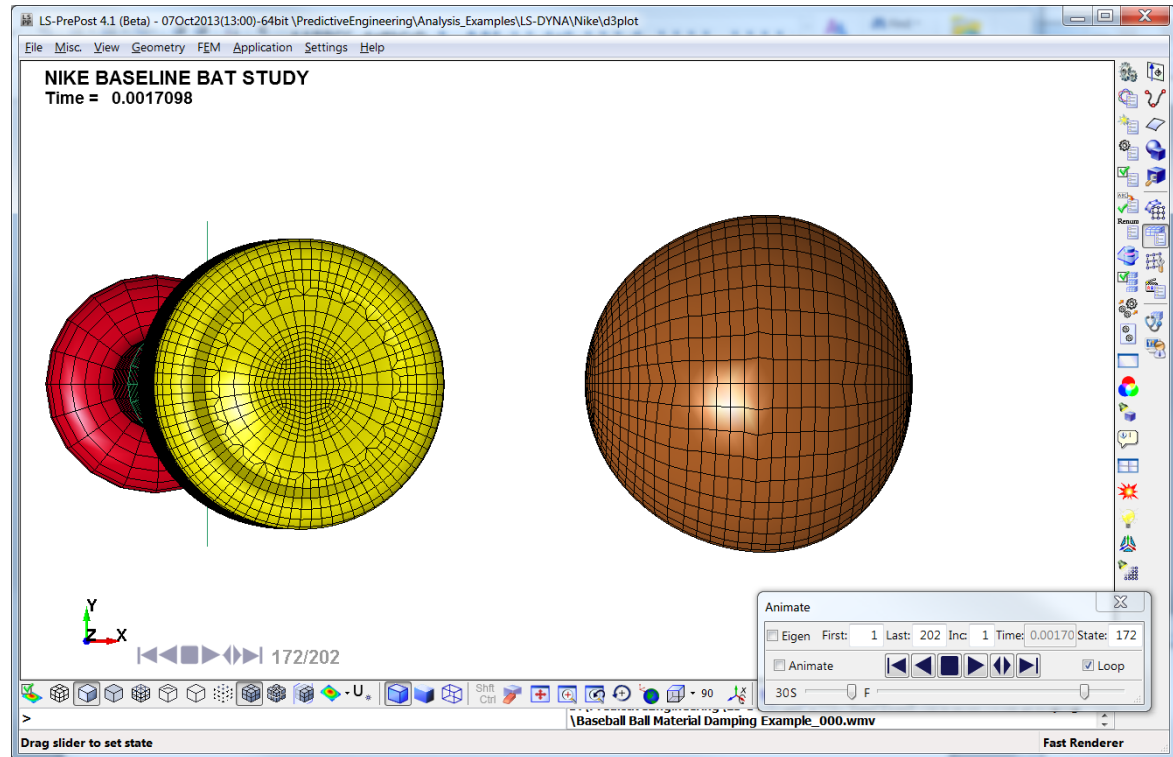 LS-PrePost 4.1 (Beta) - 07Oct2013(13:00)-64bit \PredictiveEngineering\Analysis_Examples\LS-DYNA\Nike\d3plot
File Misc. View Geometry FEM Application Settings Help
NIKE BASELINE BAT STUDY
Time = 0.0017098
Renum
Y
Z X
172/202
Animate
Eigen First: 1 Last: 202 Inc: 1 Time: 0.00170 State: 172
Animate Loop
30S F
Shft
Ctrl
90
>
\Baseball Ball Material Damping Example_000.wmv
Drag slider to set state
Fast Renderer